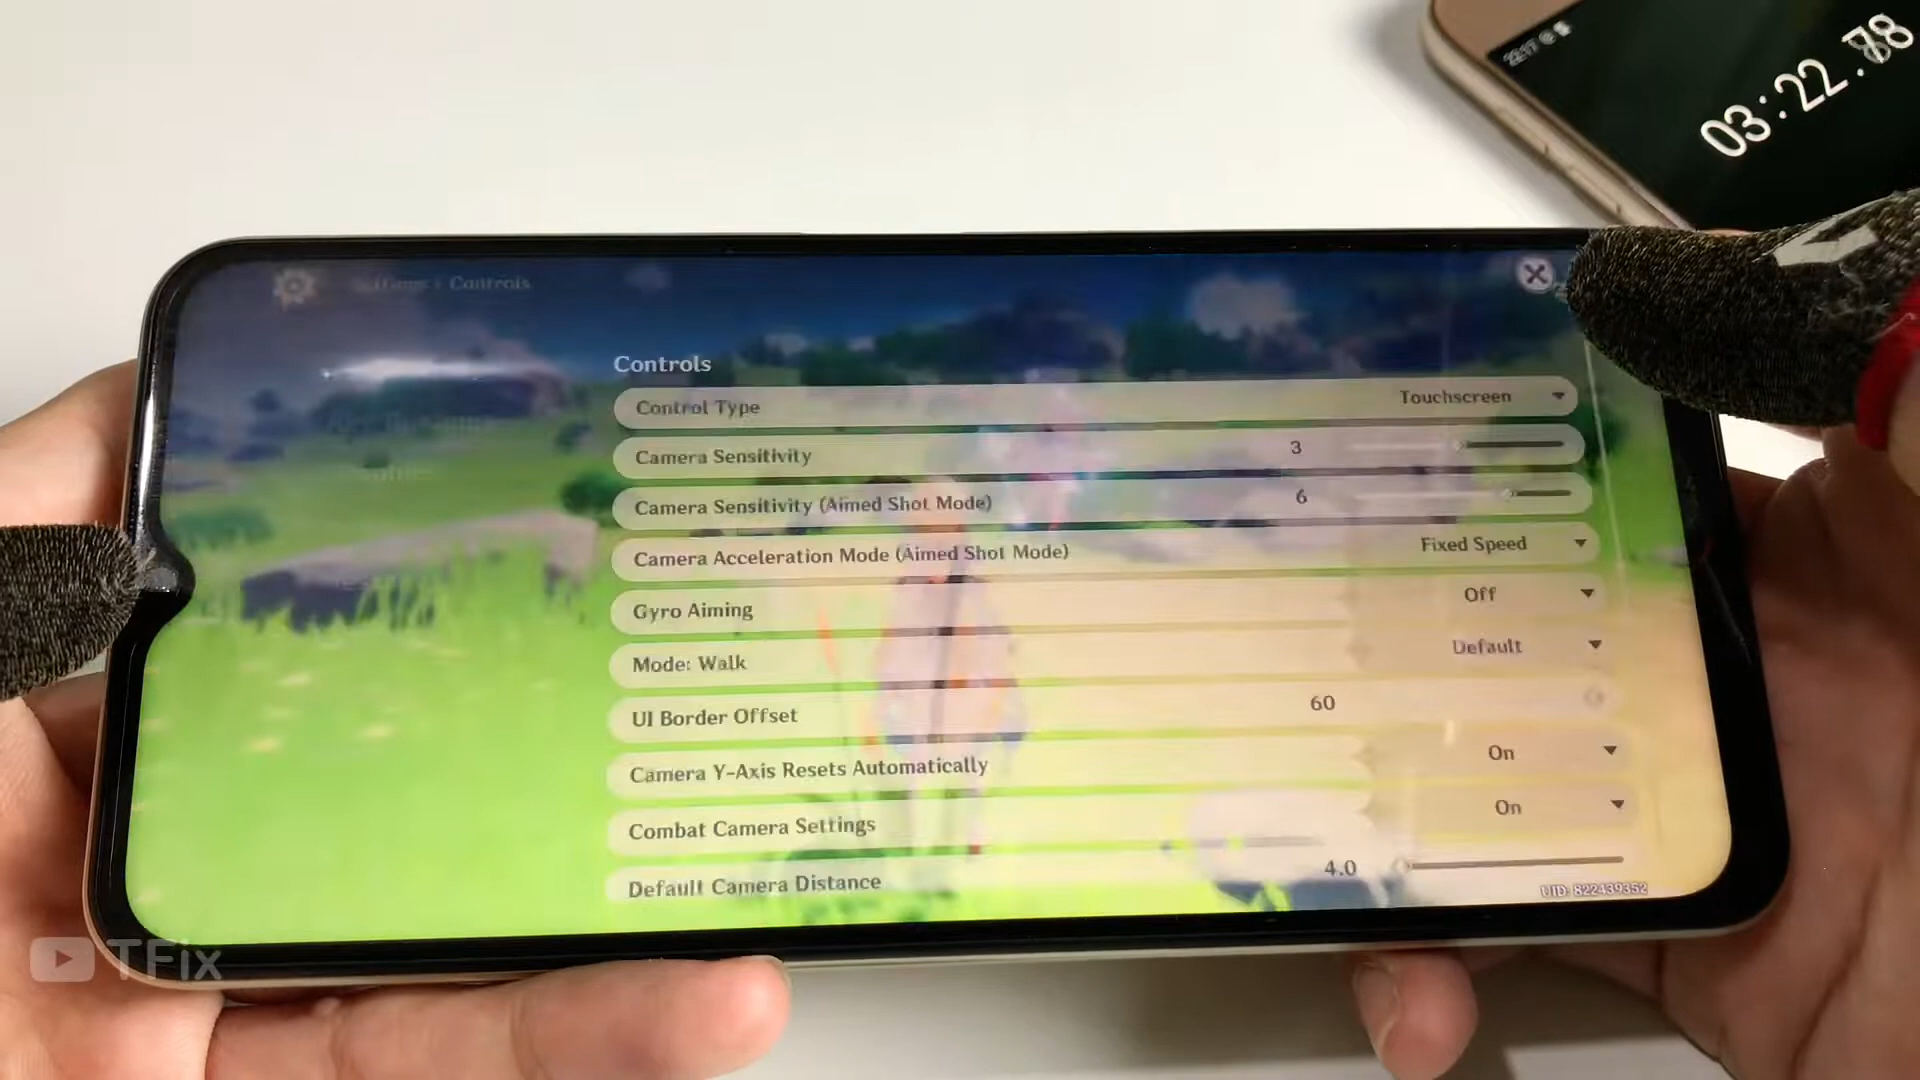 22:17
03:22.78
Settings : Controls
Controls
Control Type Touchscreen
Camera Sensitivity 3
Camera Sensitivity (Aimed Shot Mode) 6
Camera Acceleration Mode (Aimed Shot Mode) Fixed Speed
Gyro Aiming Off
Mode: Walk Default
UI Border Offset 60
Camera Y-Axis Resets Automatically On
Combat Camera Settings On
Default Camera Distance 4.0
UID: 822439352
TFix